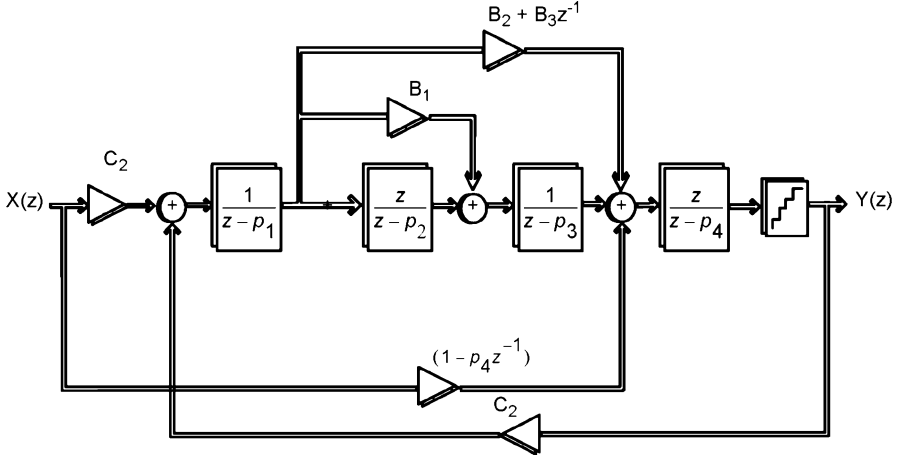 B₂ + B₃z⁻¹
B₁
C₂
X(z)
+
1
z – p₁
z
z – p₂
+
1
z – p₃
+
z
z – p₄
Y(z)
(1 – p₄z⁻¹)
C₂